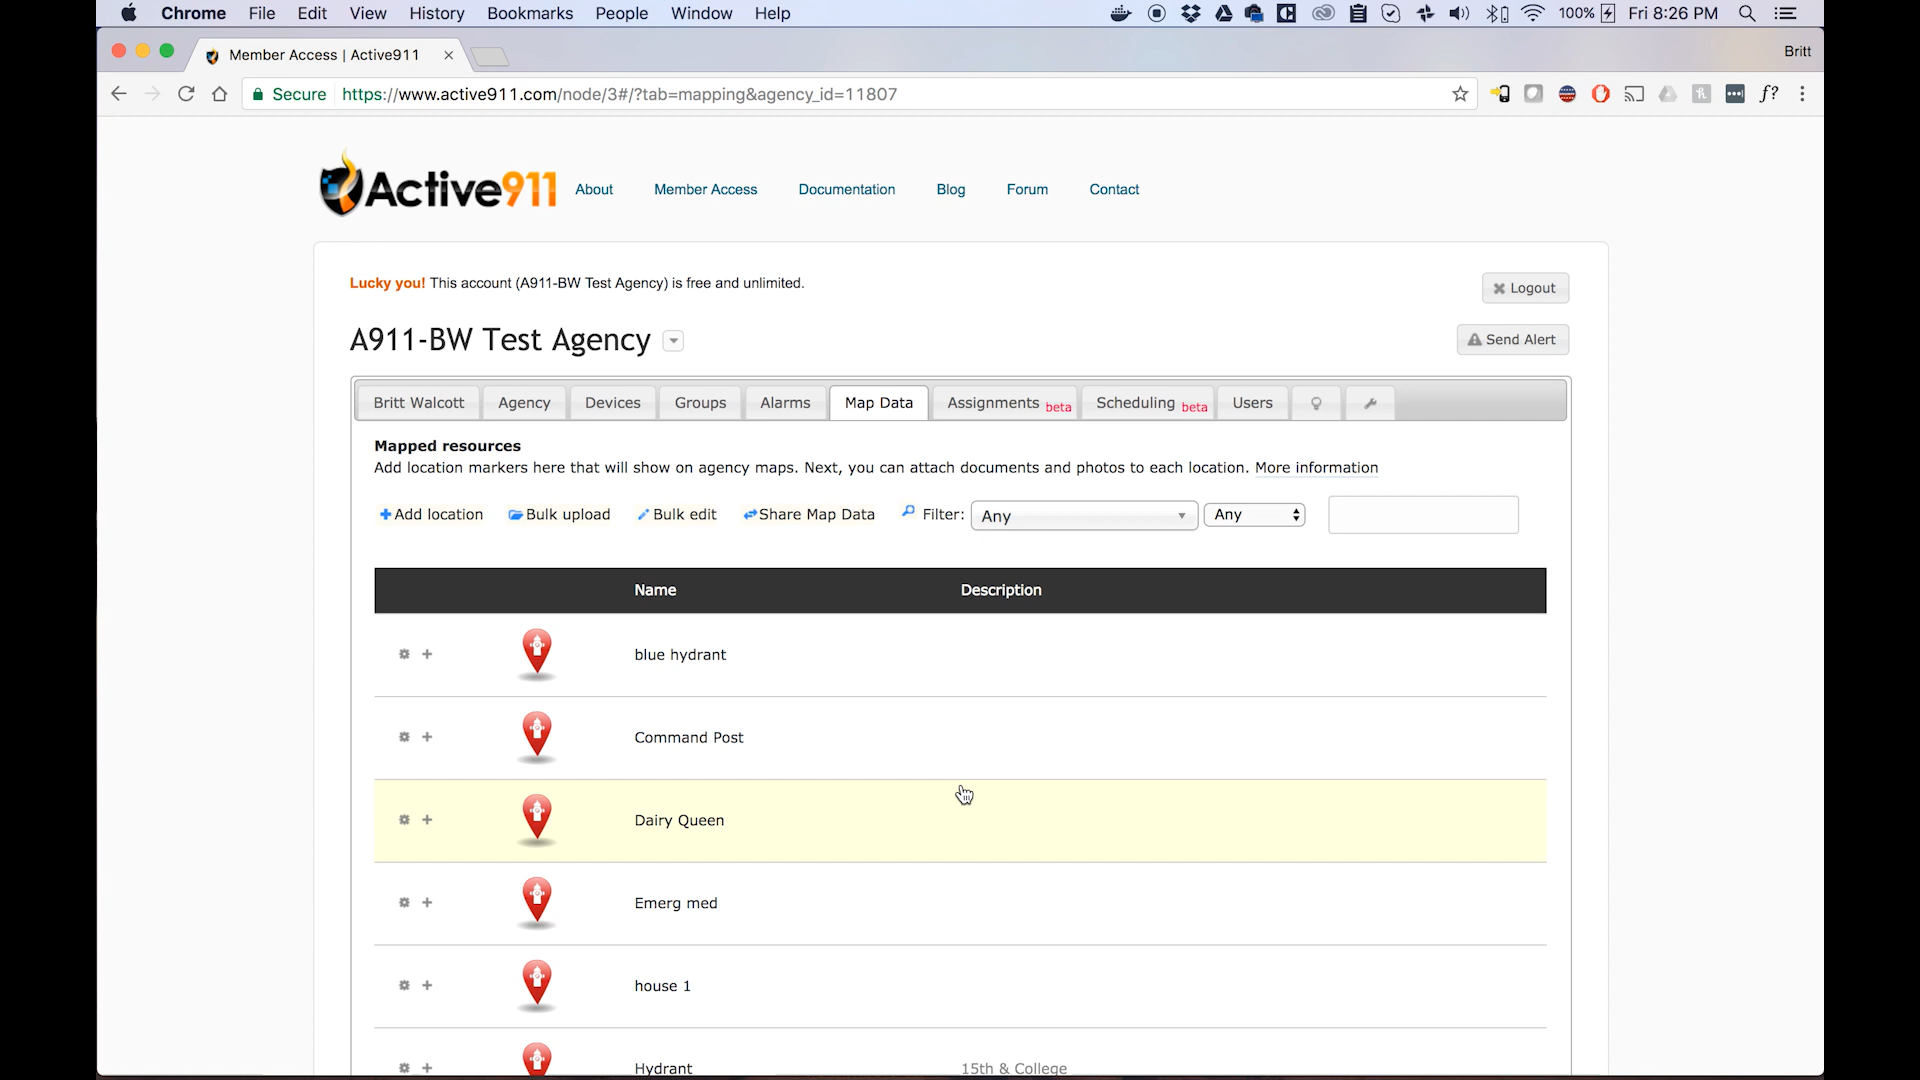 Chrome File Edit View History Bookmarks People Window Help 100% Fri 8:26 PM
Member Access | Active911 Britt
Secure https://www.active911.com/node/3#/?tab=mapping&agency_id=11807 f?
Active911 About Member Access Documentation Blog Forum Contact
Lucky you! This account (A911-BW Test Agency) is free and unlimited. Logout
A911-BW Test Agency Send Alert
Britt Walcott Agency Devices Groups Alarms Map Data Assignments beta Scheduling beta Users
Mapped resources
Add location markers here that will show on agency maps. Next, you can attach documents and photos to each location. More information
Add location Bulk upload Bulk edit Share Map Data Filter: Any Any
Name Description
blue hydrant
Command Post
Dairy Queen
Emerg med
house 1
Hydrant 15th & College